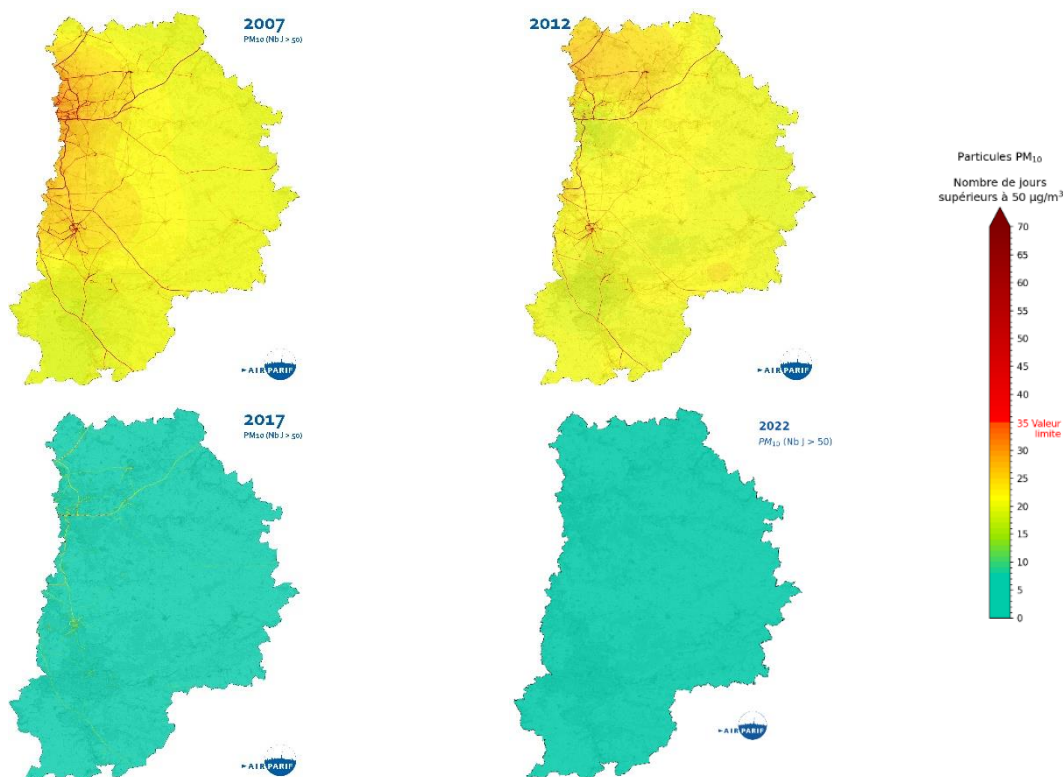 2007
PM10 (Nb J > 50)
2012
AIRPARIF
AIRPARIF
Particules PM₁₀
Nombre de jours
supérieurs à 50 µg/m³
70
65
60
55
50
45
40
35 Valeur
limite
30
25
20
15
10
5
0
2017
PM10 (Nb J > 50)
2022
PM₁₀ (Nb J > 50)
AIRPARIF
AIRPARIF